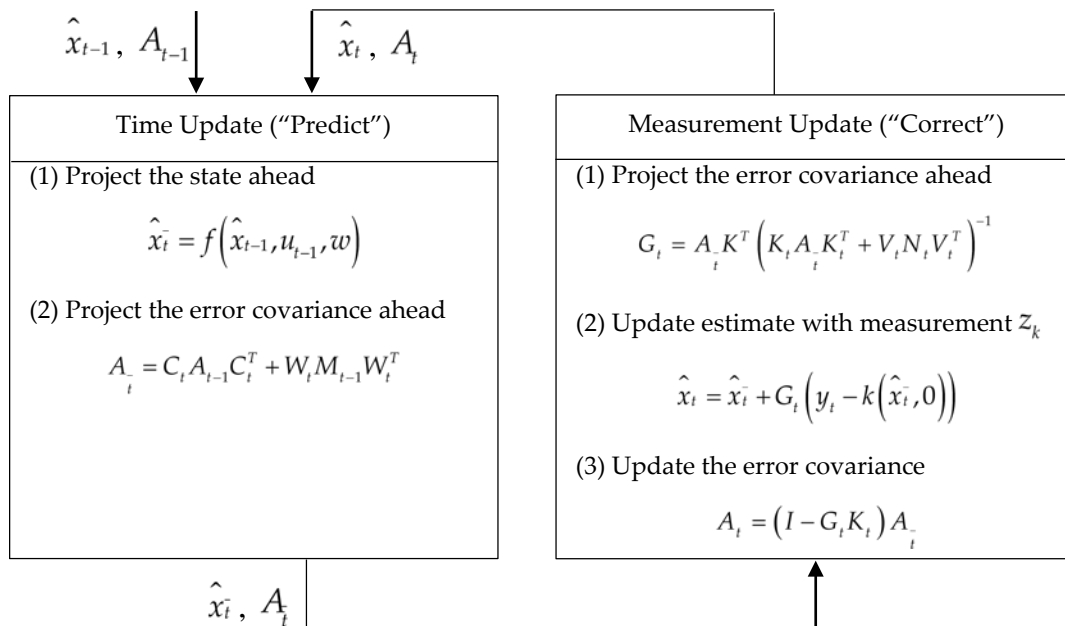 x̂_{t−1} , A_{t−1}
x̂_t , A_t
Time Update (“Predict”)
(1) Project the state ahead
x̂_t^- = f(x̂_{t−1}, u_{t−1}, w)
(2) Project the error covariance ahead
A_t^- = C_t A_{t−1} C_t^T + W_t M_{t−1} W_t^T
Measurement Update (“Correct”)
(1) Project the error covariance ahead
G_t = A_t^- K^T (K_t A_t^- K_t^T + V_t N_t V_t^T)^{−1}
(2) Update estimate with measurement z_k
x̂_t = x̂_t^- + G_t (y_t − k(x̂_t^-, 0))
(3) Update the error covariance
A_t = (I − G_t K_t) A_t^-
x̂_t^- , A_t^-